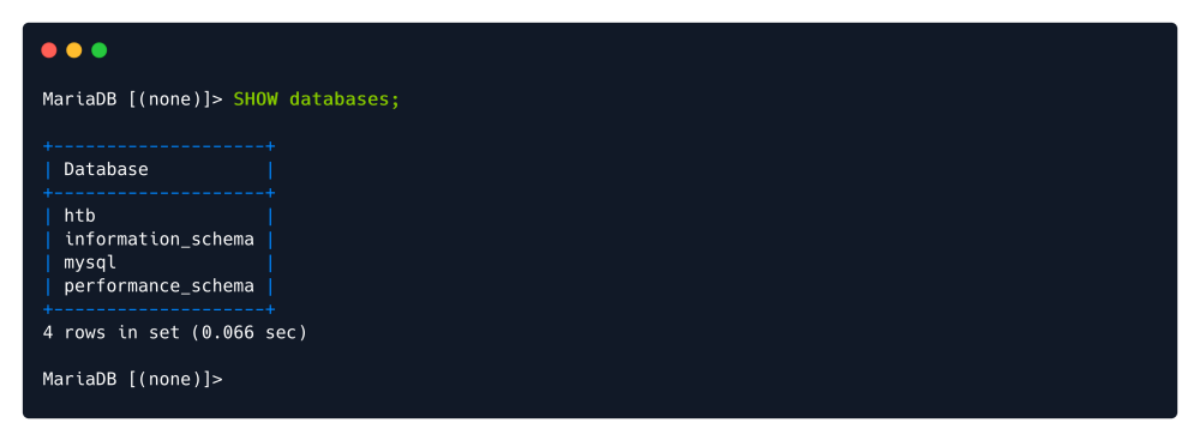 MariaDB [(none)]> SHOW databases;
+--------------------+
| Database           |
+--------------------+
| htb                |
| information_schema |
| mysql              |
| performance_schema |
+--------------------+
4 rows in set (0.066 sec)
MariaDB [(none)]>